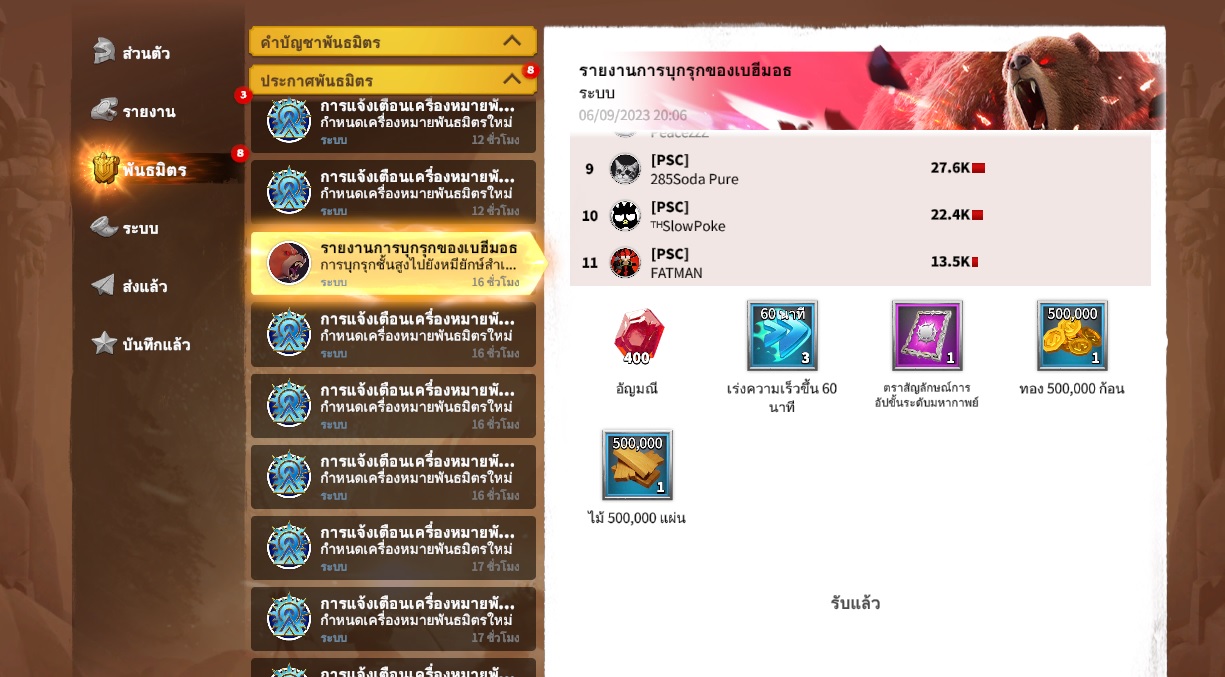 ส่วนตัว
3
รายงาน
8
พันธมิตร
ระบบ
ส่งแล้ว
บันทึกแล้ว
คำบัญชาพันธมิตร
8
ประกาศพันธมิตร
การแจ้งเตือนเครื่องหมายพั...
กำหนดเครื่องหมายพันธมิตรใหม่
ระบบ 12 ชั่วโมง
การแจ้งเตือนเครื่องหมายพั...
กำหนดเครื่องหมายพันธมิตรใหม่
ระบบ 12 ชั่วโมง
รายงานการบุกรุกของเบฮีมอธ
การบุกรุกชั้นสูงไปยังหมียักษ์สำเ...
ระบบ 16 ชั่วโมง
การแจ้งเตือนเครื่องหมายพั...
กำหนดเครื่องหมายพันธมิตรใหม่
ระบบ 16 ชั่วโมง
การแจ้งเตือนเครื่องหมายพั...
กำหนดเครื่องหมายพันธมิตรใหม่
ระบบ 16 ชั่วโมง
การแจ้งเตือนเครื่องหมายพั...
กำหนดเครื่องหมายพันธมิตรใหม่
ระบบ 16 ชั่วโมง
การแจ้งเตือนเครื่องหมายพั...
กำหนดเครื่องหมายพันธมิตรใหม่
ระบบ 17 ชั่วโมง
การแจ้งเตือนเครื่องหมายพั...
กำหนดเครื่องหมายพันธมิตรใหม่
ระบบ 17 ชั่วโมง
การแจ้งเตือนเครื่องหมายพั...
รายงานการบุกรุกของเบฮีมอธ
ระบบ
06/09/2023 20:06
Peacezzz
9 [PSC] 27.6K
285Soda Pure
10 [PSC] 22.4K
ᵀᴴSlowPoke
11 [PSC] 13.5K
FATMAN
400
อัญมณี
60 นาที
3
เร่งความเร็วขึ้น 60
นาที
1
ตราสัญลักษณ์การ
อัปขั้นระดับมหากาพย์
500,000
1
ทอง 500,000 ก้อน
500,000
1
ไม้ 500,000 แผ่น
รับแล้ว